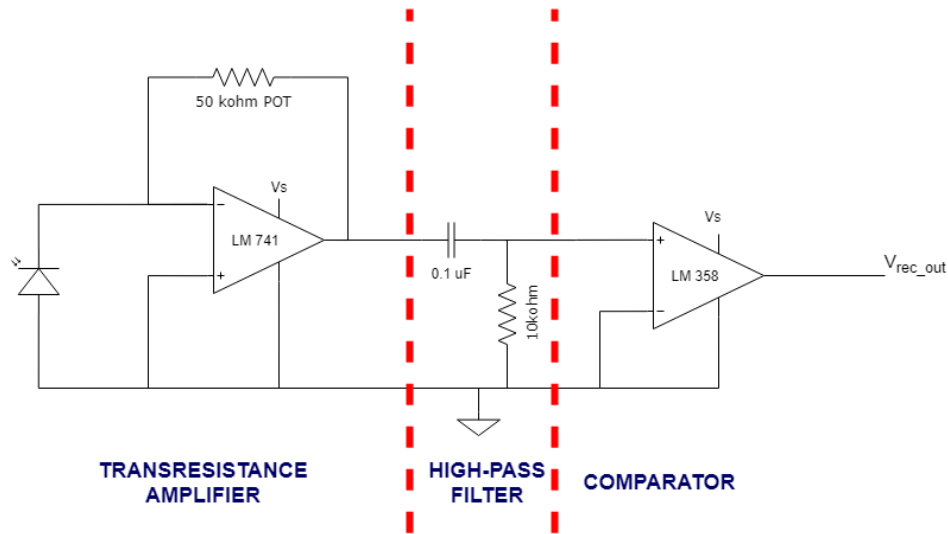 50 kohm POT
Vs
LM 741
-
+
0.1 uF
10kohm
Vs
+
LM 358
-
Vrec_out
TRANSRESISTANCE
AMPLIFIER
HIGH-PASS
FILTER
COMPARATOR